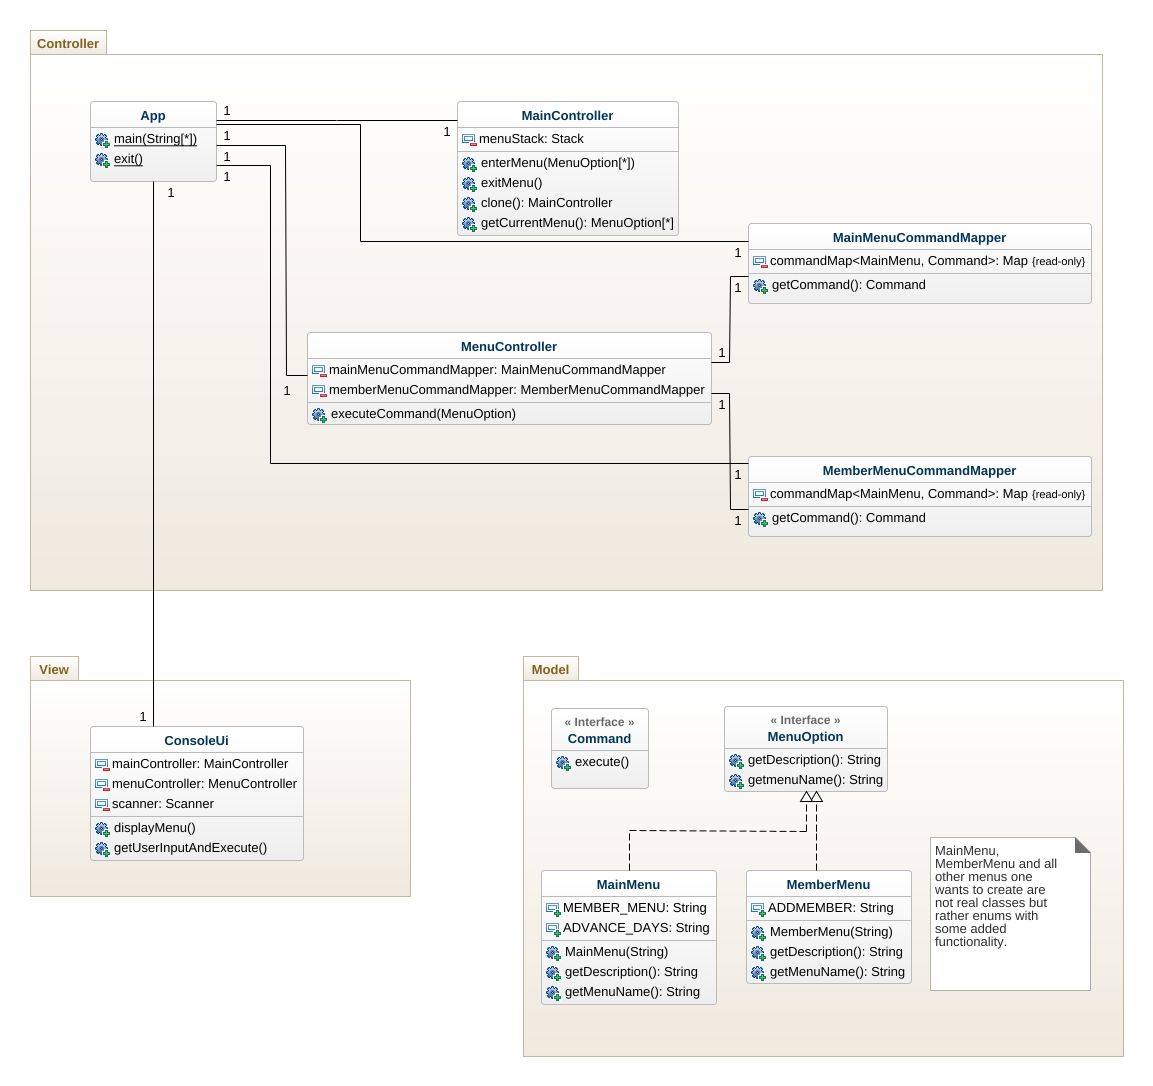 Controller
App
main(String[*])
exit()
1
1
1
1
1
1
MainController
menuStack: Stack
enterMenu(MenuOption[*])
exitMenu()
clone(): MainController
getCurrentMenu(): MenuOption[*]
MainMenuCommandMapper
commandMap<MainMenu, Command>: Map {read-only}
getCommand(): Command
1
1
MenuController
mainMenuCommandMapper: MainMenuCommandMapper
memberMenuCommandMapper: MemberMenuCommandMapper
executeCommand(MenuOption)
1
1
1
MemberMenuCommandMapper
commandMap<MainMenu, Command>: Map {read-only}
getCommand(): Command
1
1
View
1
ConsoleUi
mainController: MainController
menuController: MenuController
scanner: Scanner
displayMenu()
getUserInputAndExecute()
Model
« Interface »
Command
execute()
« Interface »
MenuOption
getDescription(): String
getmenuName(): String
MainMenu
MEMBER_MENU: String
ADVANCE_DAYS: String
MainMenu(String)
getDescription(): String
getMenuName(): String
MemberMenu
ADDMEMBER: String
MemberMenu(String)
getDescription(): String
getMenuName(): String
MainMenu,
MemberMenu and all
other menus one
wants to create are
not real classes but
rather enums with
some added
functionality.